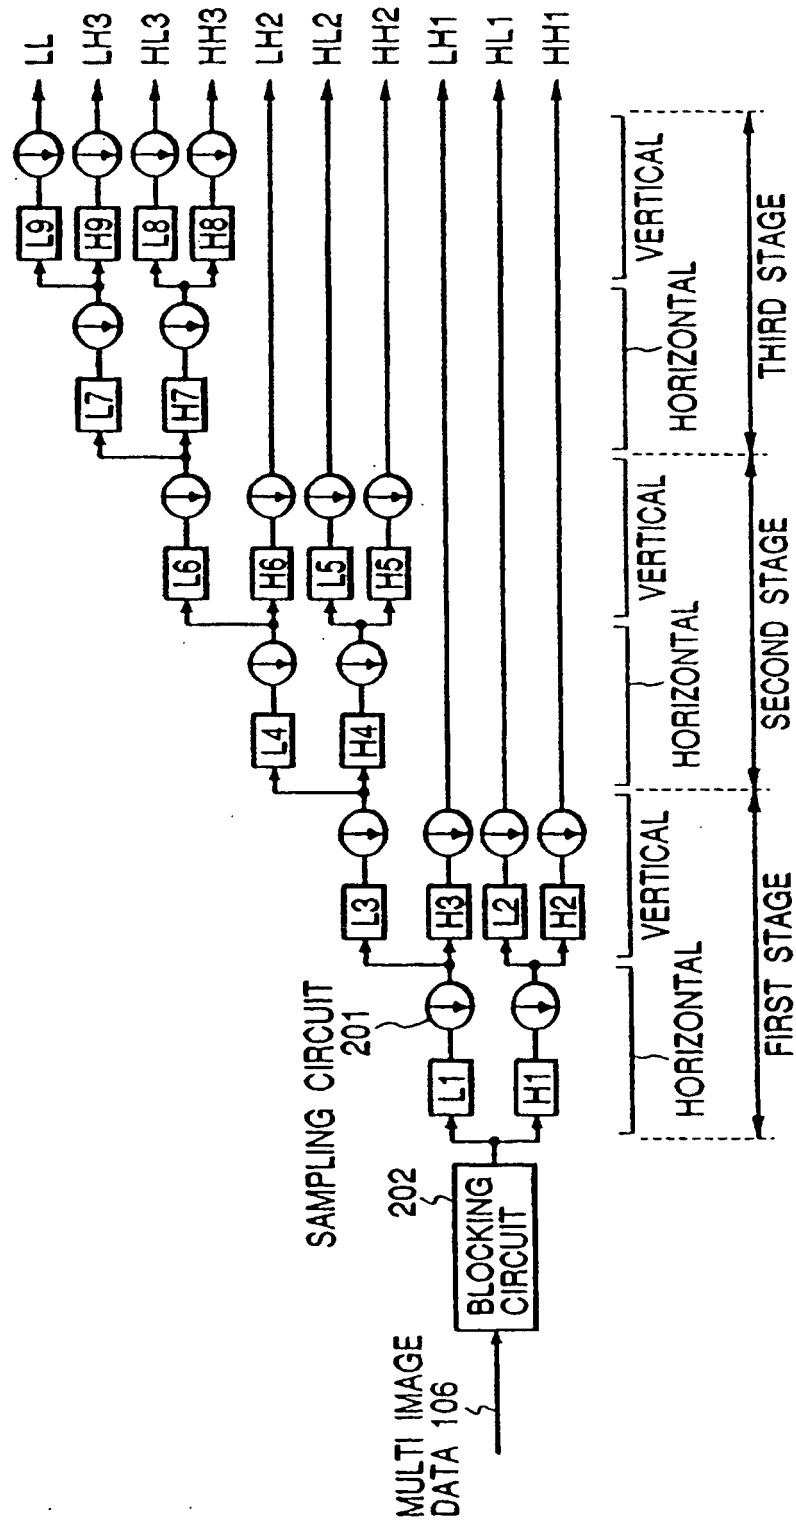 MULTI IMAGE
DATA 106
202
BLOCKING
CIRCUIT
SAMPLING CIRCUIT
201
L1
H1
L3
H3
L2
H2
L4
H4
L6
H6
L5
H5
L7
H7
L9
H9
L8
H8
LL
LH3
HL3
HH3
LH2
HL2
HH2
LH1
HL1
HH1
HORIZONTAL
VERTICAL
HORIZONTAL
VERTICAL
HORIZONTAL
VERTICAL
FIRST STAGE
SECOND STAGE
THIRD STAGE